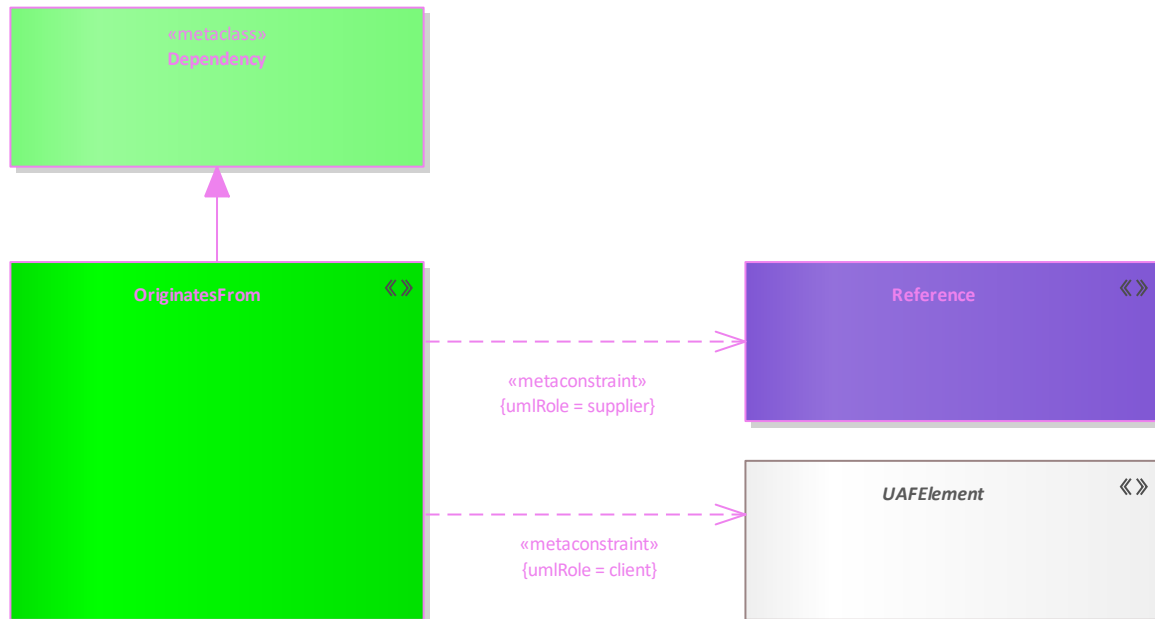 «metaclass»
Dependency
OriginatesFrom
«»
Reference
«»
«metaconstraint»
{umlRole = supplier}
UAFElement
«»
«metaconstraint»
{umlRole = client}